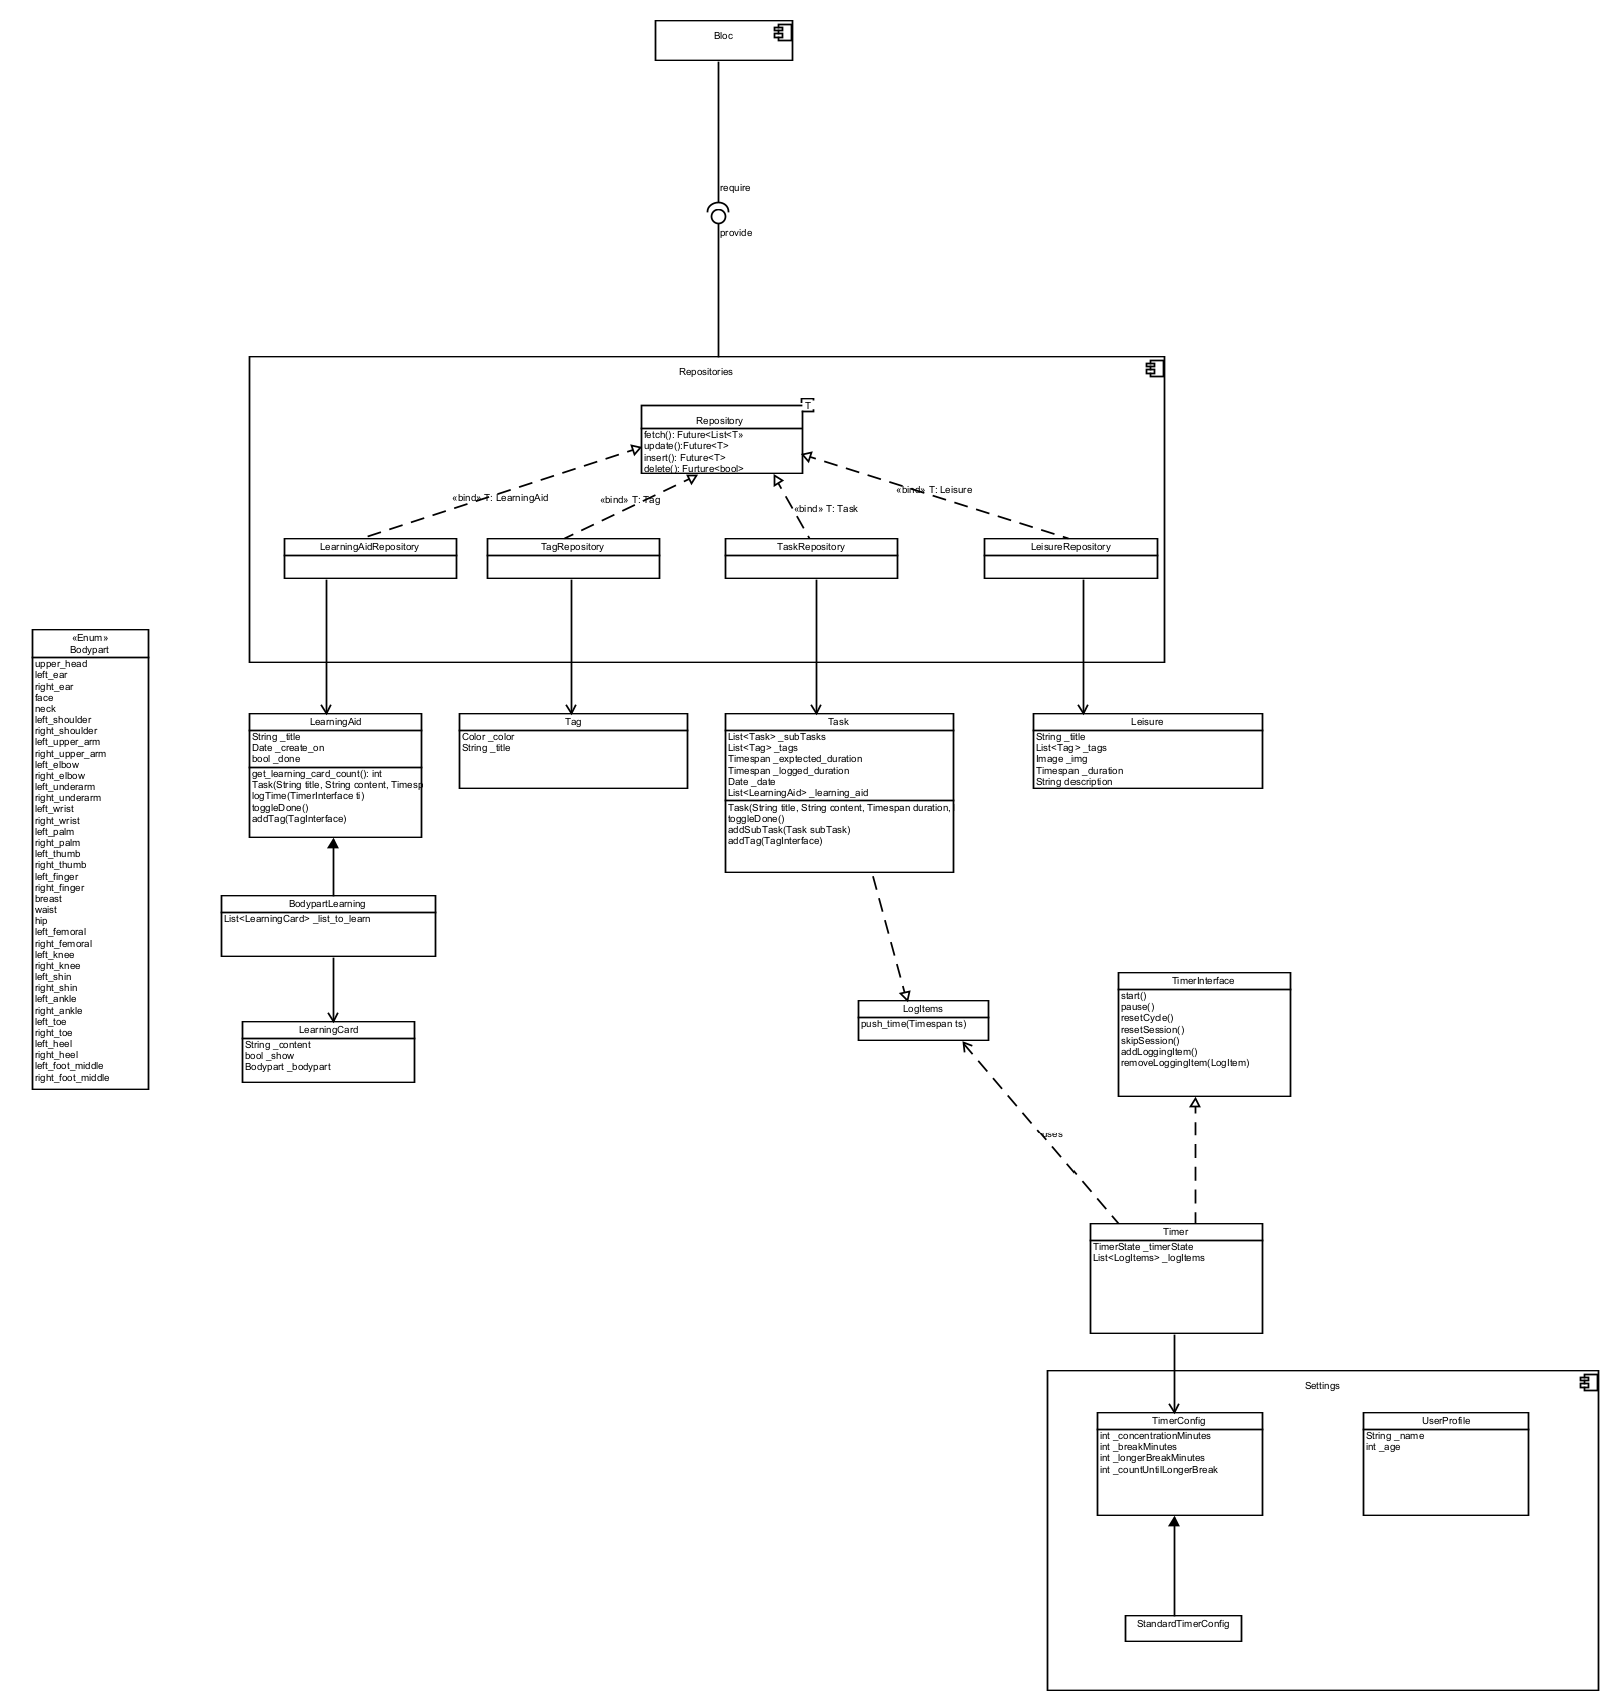 Bloc
require
provide
Repositories
T
Repository
fetch(): Future<List<T»
update():Future<T>
insert(): Future<T>
delete(): Furture<bool>
«bind» T: LearningAid
«bind» T: Tag
«bind» T: Task
«bind» T: Leisure
LearningAidRepository
TagRepository
TaskRepository
LeisureRepository
«Enum»
Bodypart
upper_head
left_ear
right_ear
face
neck
left_shoulder
right_shoulder
left_upper_arm
right_upper_arm
left_elbow
right_elbow
left_underarm
right_underarm
left_wrist
right_wrist
left_palm
right_palm
left_thumb
right_thumb
left_finger
right_finger
breast
waist
hip
left_femoral
right_femoral
left_knee
right_knee
left_shin
right_shin
left_ankle
right_ankle
left_toe
right_toe
left_heel
right_heel
left_foot_middle
right_foot_middle
LearningAid
String _title
Date _create_on
bool _done
get_learning_card_count(): int
Task(String title, String content, Timesp
logTime(TimerInterface ti)
toggleDone()
addTag(TagInterface)
Tag
Color _color
String _title
Task
List<Task> _subTasks
List<Tag> _tags
Timespan _exptected_duration
Timespan _logged_duration
Date _date
List<LearningAid> _learning_aid
Task(String title, String content, Timespan duration,
toggleDone()
addSubTask(Task subTask)
addTag(TagInterface)
Leisure
String _titile
List<Tag> _tags
Image _img
Timespan _duration
String description
BodypartLearning
List<LearningCard> _list_to_learn
LearningCard
String _content
bool _show
Bodypart _bodypart
LogItems
push_time(Timespan ts)
TimerInterface
start()
pause()
resetCycle()
resetSession()
skipSession()
addLoggingItem()
removeLoggingItem(LogItem)
uses
Timer
TimerState _timerState
List<LogItems> _logItems
Settings
TimerConfig
int _concentrationMinutes
int _breakMinutes
int _longerBreakMinutes
int _countUntilLongerBreak
UserProfile
String _name
int _age
StandardTimerConfig